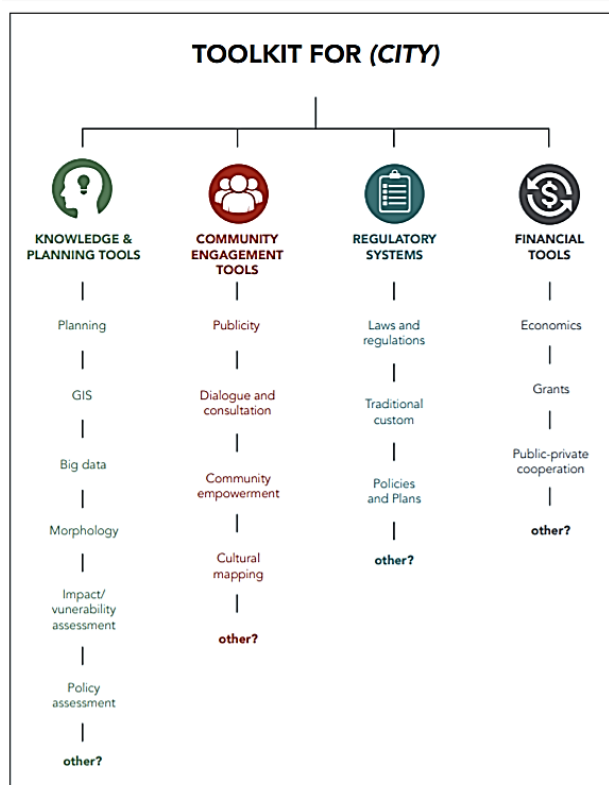 TOOLKIT FOR (CITY)
KNOWLEDGE &
PLANNING TOOLS
Planning
GIS
Big data
Morphology
Impact/
vunerability
assessment
Policy
assessment
other?
COMMUNITY
ENGAGEMENT
TOOLS
Publicity
Dialogue and
consultation
Community
empowerment
Cultural
mapping
other?
REGULATORY
SYSTEMS
Laws and
regulations
Traditional
custom
Policies
and Plans
other?
$
FINANCIAL
TOOLS
Economics
Grants
Public-private
cooperation
other?